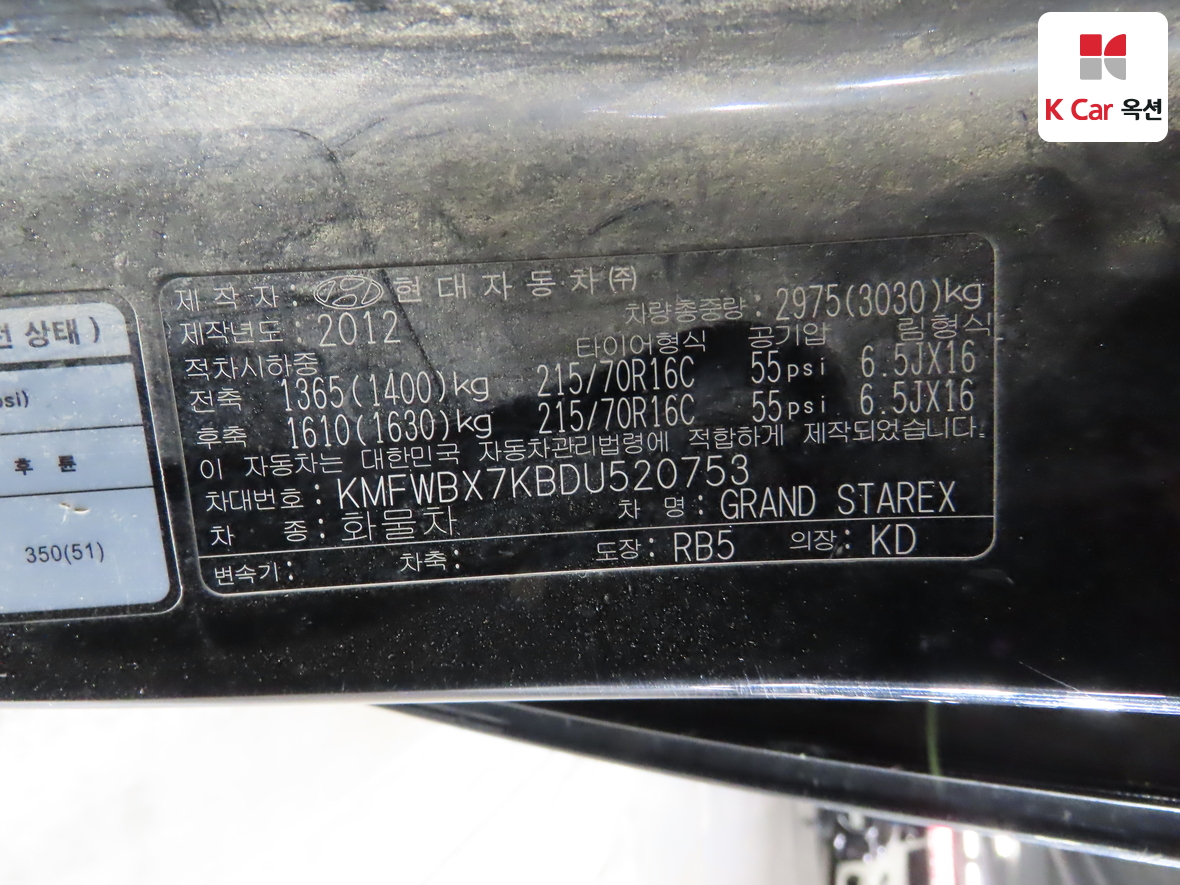 K Car 옥션
제작자 : 현대자동차㈜
제작년도 : 2012 차량총중량 : 2975(3030)kg
적차시하중 타이어형식 공기압 림형식
전축 1365(1400)kg 215/70R16C 55psi 6.5JX16
후축 1610(1630)kg 215/70R16C 55psi 6.5JX16
이 자동차는 대한민국 자동차관리법령에 적합하게 제작되었습니다.
차대번호 : KMFWBX7KBDU520753
차 종 : 화물차 차 명 : GRAND STAREX
변속기 : 차축 : 도장 : RB5 의장 : KD
상태 )
si)
후 륜
350(51)